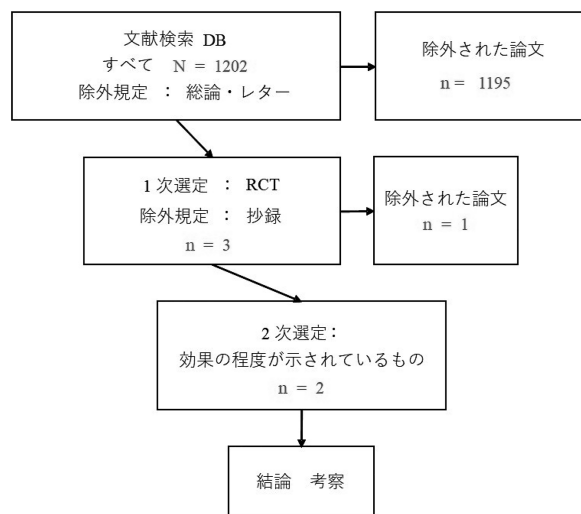 文献検索 DB
すべて N = 1202
除外規定 : 総論・レター
除外された論文
n = 1195
1 次選定 : RCT
除外規定 : 抄録
n = 3
除外された論文
n = 1
2 次選定:
効果の程度が示されているもの
n = 2
結論 考察